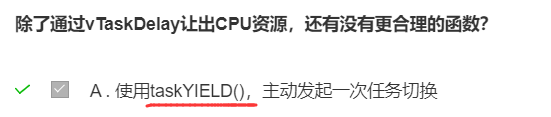 除了通过vTaskDelay让出CPU资源，还有没有更合理的函数？
A . 使用taskYIELD()，主动发起一次任务切换